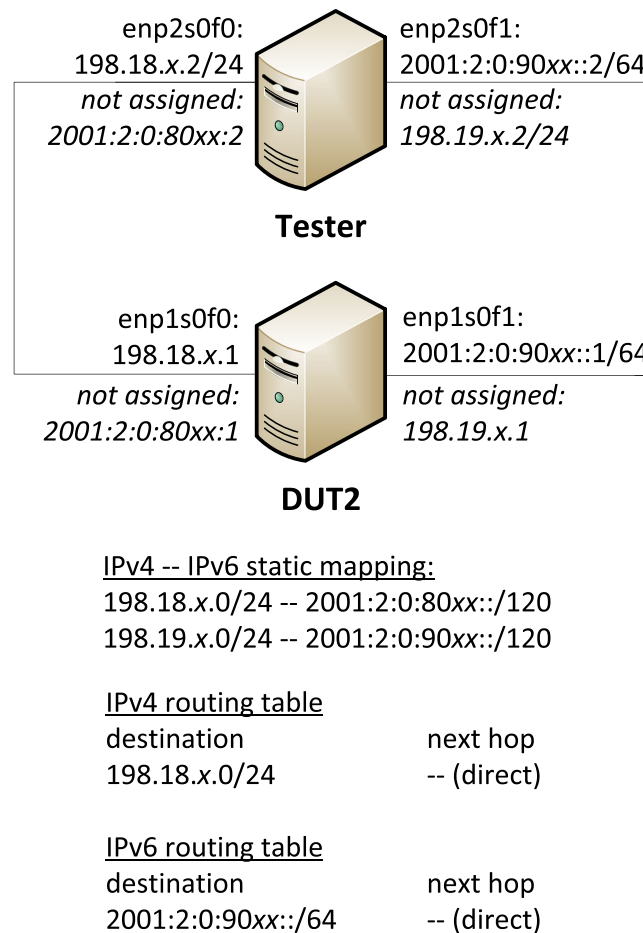 enp2s0f0:
198.18.x.2/24
not assigned:
2001:2:0:80xx:2
enp2s0f1:
2001:2:0:90xx::2/64
not assigned:
198.19.x.2/24
Tester
enp1s0f0:
198.18.x.1
not assigned:
2001:2:0:80xx:1
enp1s0f1:
2001:2:0:90xx::1/64
not assigned:
198.19.x.1
DUT2
IPv4 -- IPv6 static mapping:
198.18.x.0/24 -- 2001:2:0:80xx::/120
198.19.x.0/24 -- 2001:2:0:90xx::/120
IPv4 routing table
destination next hop
198.18.x.0/24 -- (direct)
IPv6 routing table
destination next hop
2001:2:0:90xx::/64 -- (direct)